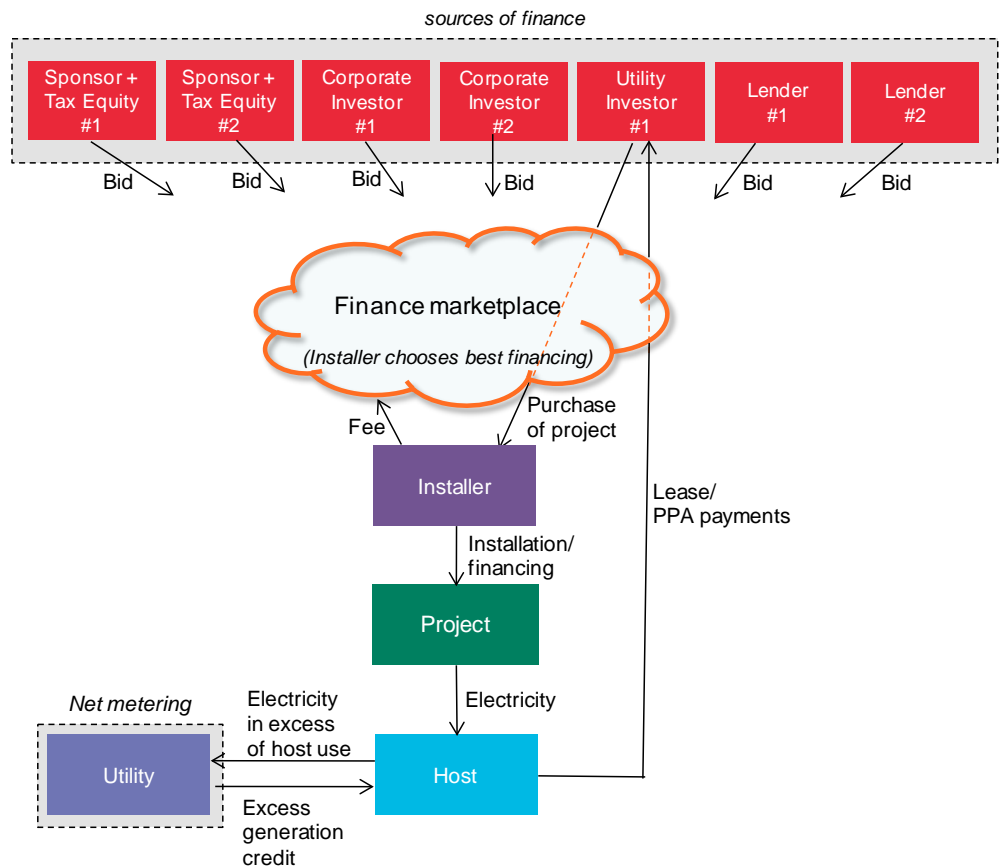 sources of finance
Sponsor +
Tax Equity
#1
Sponsor +
Tax Equity
#2
Corporate
Investor
#1
Corporate
Investor
#2
Utility
Investor
#1
Lender
#1
Lender
#2
Bid
Bid
Bid
Bid
Bid
Bid
Finance marketplace
(Installer chooses best financing)
Fee
Purchase
of project
Installer
Lease/
PPA payments
Installation/
financing
Project
Net metering
Electricity
in excess
of host use
Electricity
Utility
Host
Excess
generation
credit